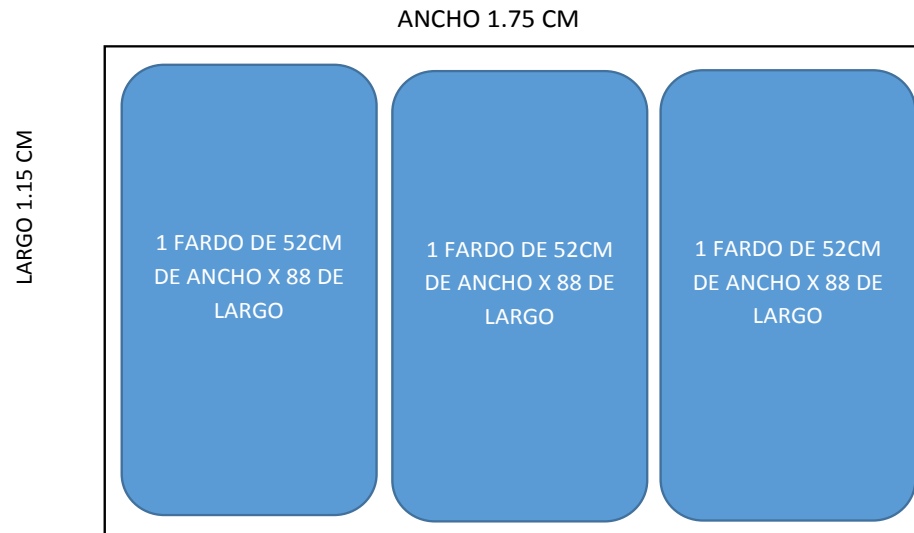 ANCHO 1.75 CM
LARGO 1.15 CM
1 FARDO DE 52CM
DE ANCHO X 88 DE
LARGO
1 FARDO DE 52CM
DE ANCHO X 88 DE
LARGO
1 FARDO DE 52CM
DE ANCHO X 88 DE
LARGO